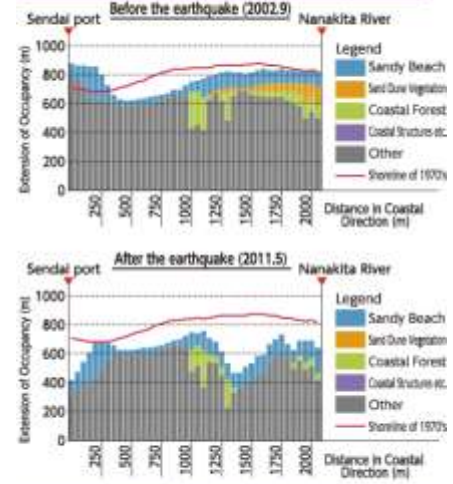 Before the earthquake (2002.9)
Sendai port
Nanakita River
Extension of Occupancy (m)
1000
800
600
400
200
0
250
500
750
1000
1250
1500
1750
2000
Distance in Coastal
Direction (m)
Legend
Sandy Beach
Sand Dune Vegetation
Coastal Forest
Coastal Structures etc.
Other
Shoreline of 1970's
After the earthquake (2011.5)
Sendai port
Nanakita River
Extension of Occupancy (m)
1000
800
600
400
200
0
250
500
750
1000
1250
1500
1750
2000
Distance in Coastal
Direction (m)
Legend
Sandy Beach
Sand Dune Vegetation
Coastal Forest
Coastal Structures etc.
Other
Shoreline of 1970's